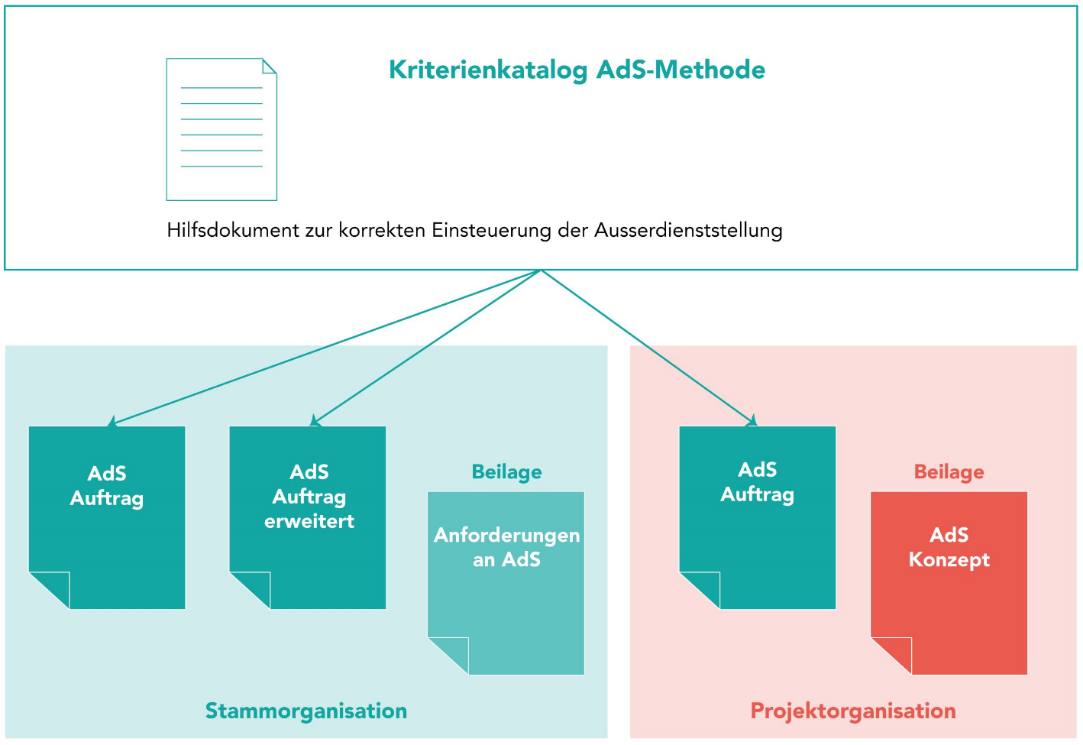 Kriterienkatalog AdS-Methode
Hilfsdokument zur korrekten Einsteuerung der Ausserdienststellung
AdS
Auftrag
AdS
Auftrag
erweitert
Beilage
Anforderungen
an AdS
Stammorganisation
AdS
Auftrag
Beilage
AdS
Konzept
Projektorganisation